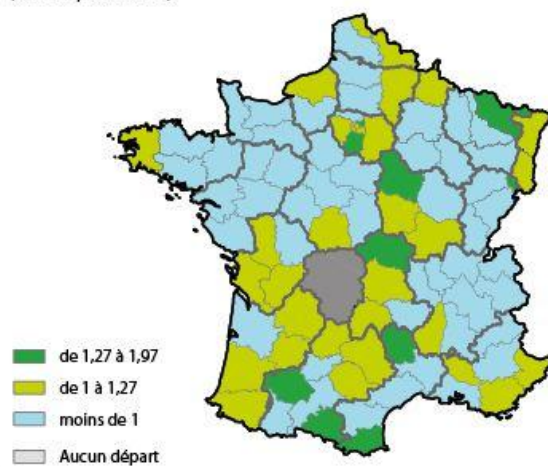 de 1,27 à 1,97
de 1 à 1,27
moins de 1
Aucun départ